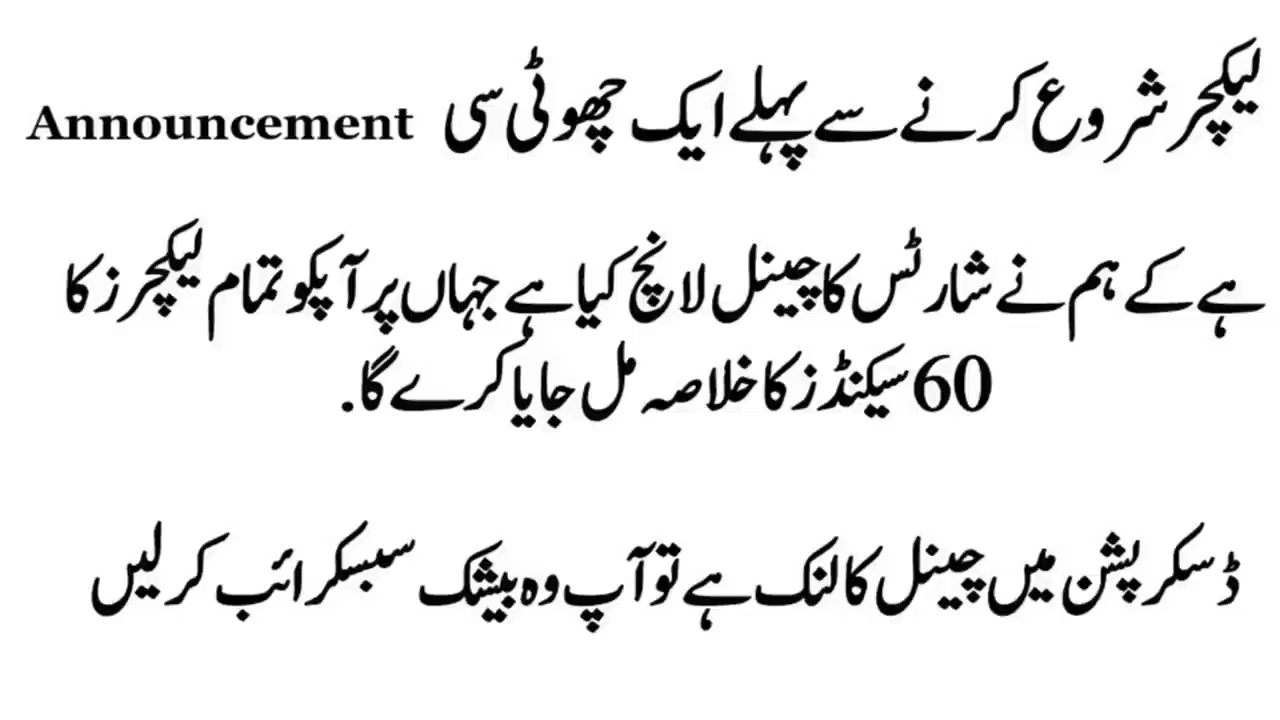 لیکچر شروع کرنے سے پہلے ایک چھوٹی سی Announcement
ہے کے ہم نے شارٹس کا چینل لانچ کیا ہے جہاں پر آپکو تمام لیکچرز کا
60 سیکنڈز کا خلاصہ مل جایا کرے گا.
ڈسکرپشن میں چینل کا لنک ہے تو آپ وہ بیشک سبسکرائب کر لیں